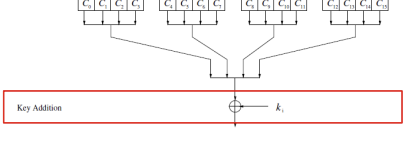 C₀ C₁ C₂ C₃ C₄ C₅ C₆ C₇ C₈ C₉ C₁₀ C₁₁ C₁₂ C₁₃ C₁₄ C₁₅
Key Addition kᵢ